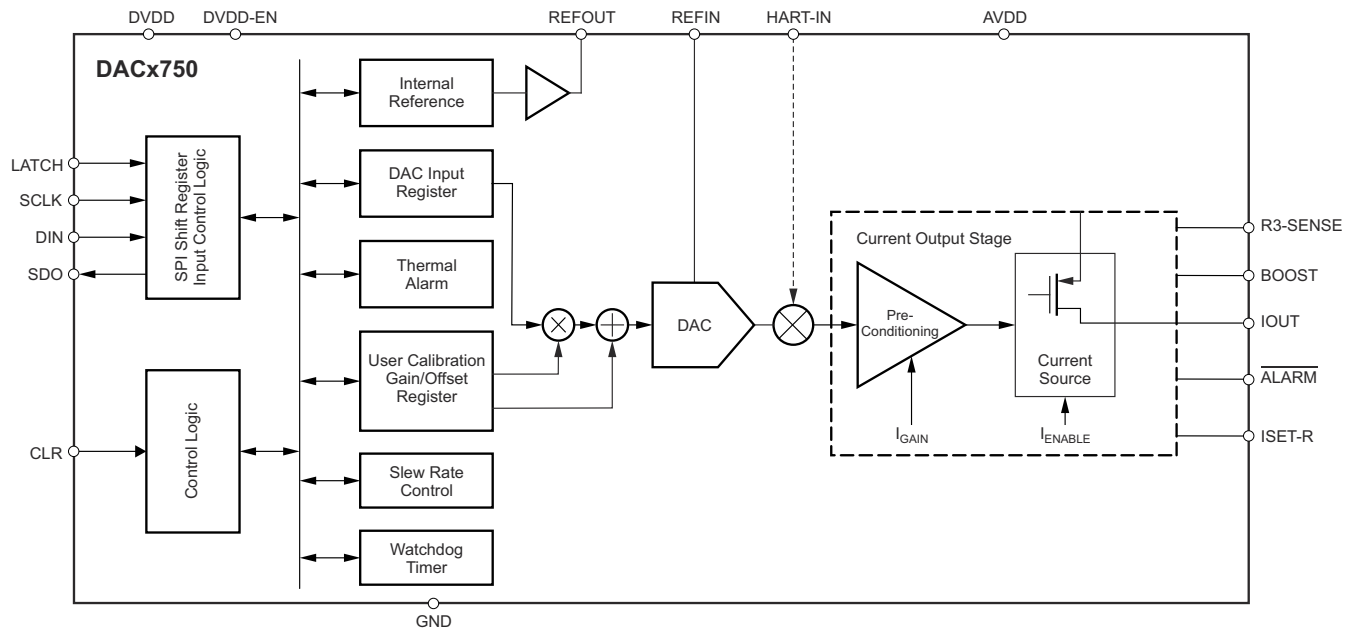 DVDD
DVDD-EN
REFOUT
REFIN
HART-IN
AVDD
DACx750
Internal
Reference
LATCH
SCLK
DIN
SDO
SPI Shift Register
Input Control Logic
DAC Input
Register
Thermal
Alarm
User Calibration
Gain/Offset
Register
DAC
Current Output Stage
Pre-
Conditioning
Current
Source
IGAIN
IENABLE
R3-SENSE
BOOST
IOUT
ALARM
ISET-R
CLR
Control Logic
Slew Rate
Control
Watchdog
Timer
GND